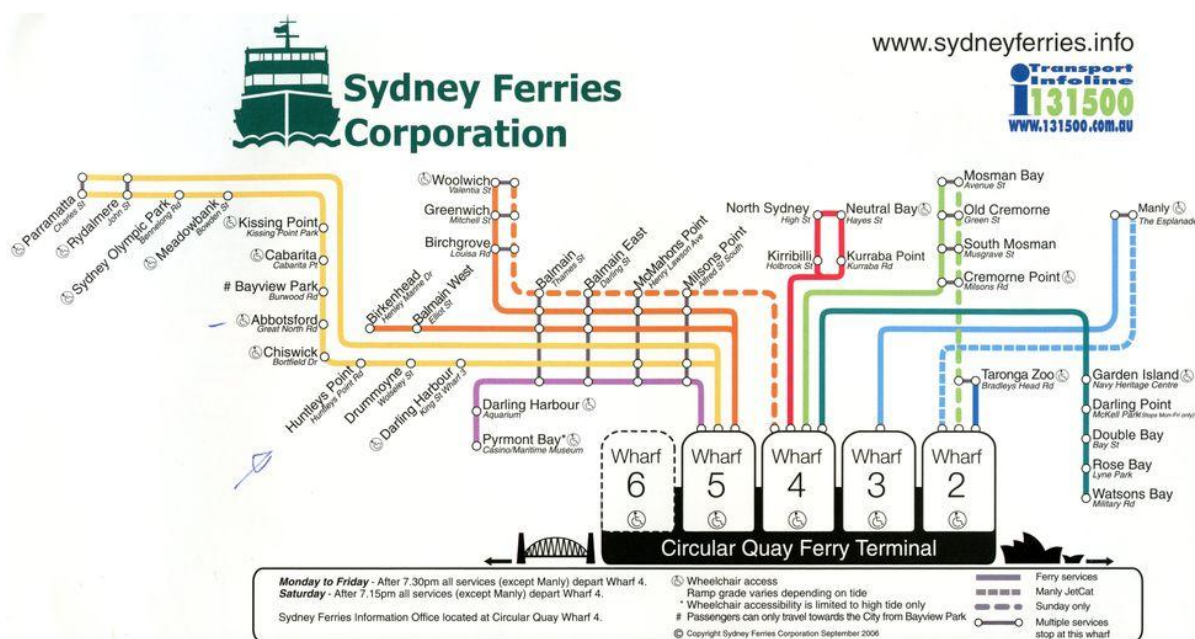 www.sydneyferries.info
Sydney Ferries
Corporation
Transport
Infoline
131500
www.131500.com.au
Parramatta
Charles St
Rydalmere
John St
Sydney Olympic Park
Bennelong Rd
Meadowbank
Bowden St
Kissing Point
Kissing Point Park
Cabarita
Cabarita Pt
# Bayview Park
Burwood Rd
Abbotsford
Great North Rd
Chiswick
Bortfield Dr
Huntleys Point
Huntleys Point Rd
Drummoyne
Wolseley St
Darling Harbour
King St Wharf 3
Woolwich
Valentia St
Greenwich
Mitchell St
Birchgrove
Louisa Rd
Birkenhead
Henley Marine Dr
Balmain West
Elliot St
Balmain
Thames St
Balmain East
Darling St
McMahons Point
Henry Lawson Ave
Milsons Point
Alfred St South
Darling Harbour
Aquarium
Pyrmont Bay*
Casino/Maritime Museum
North Sydney
High St
Neutral Bay
Hayes St
Kirribilli
Holbrook St
Kurraba Point
Kurraba Rd
Mosman Bay
Avenue St
Old Cremorne
Green St
South Mosman
Musgrave St
Cremorne Point
Milsons Rd
Manly
The Esplanade
Taronga Zoo
Bradleys Head Rd
Garden Island
Navy Heritage Centre
Darling Point
McKell Park (Stops Mon-Fri only)
Double Bay
Bay St
Rose Bay
Lyne Park
Watsons Bay
Military Rd
Wharf
6
Wharf
5
Wharf
4
Wharf
3
Wharf
2
Circular Quay Ferry Terminal
Monday to Friday - After 7.30pm all services (except Manly) depart Wharf 4.
Saturday - After 7.15pm all services (except Manly) depart Wharf 4.
Sydney Ferries Information Office located at Circular Quay Wharf 4.
Wheelchair access
Ramp grade varies depending on tide
* Wheelchair accessibility is limited to high tide only
# Passengers can only travel towards the City from Bayview Park
© Copyright Sydney Ferries Corporation September 2006
Ferry services
Manly JetCat
Sunday only
Multiple services
stop at this wharf